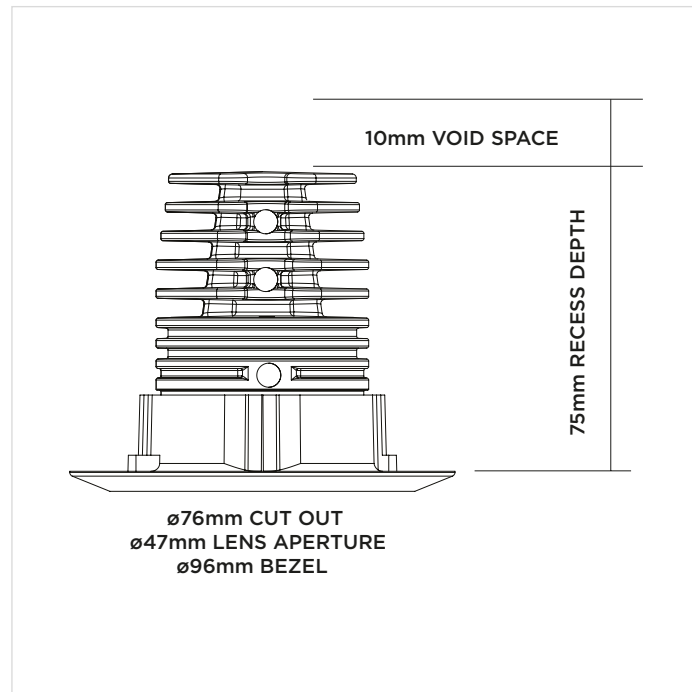 10mm VOID SPACE
75mm RECESS DEPTH
ø76mm CUT OUT
ø47mm LENS APERTURE
ø96mm BEZEL